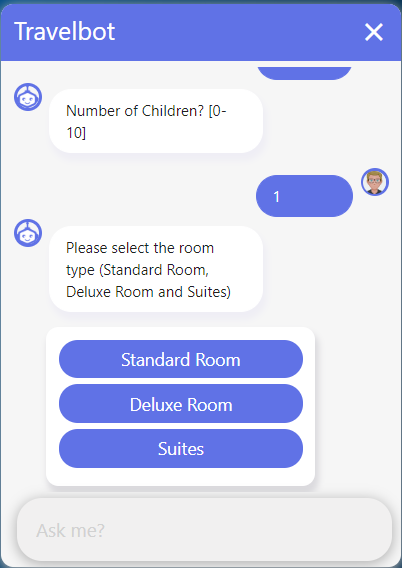 Travelbot
Number of Children? [0-
10]
1
Please select the room
type (Standard Room,
Deluxe Room and Suites)
Standard Room
Deluxe Room
Suites
Ask me?